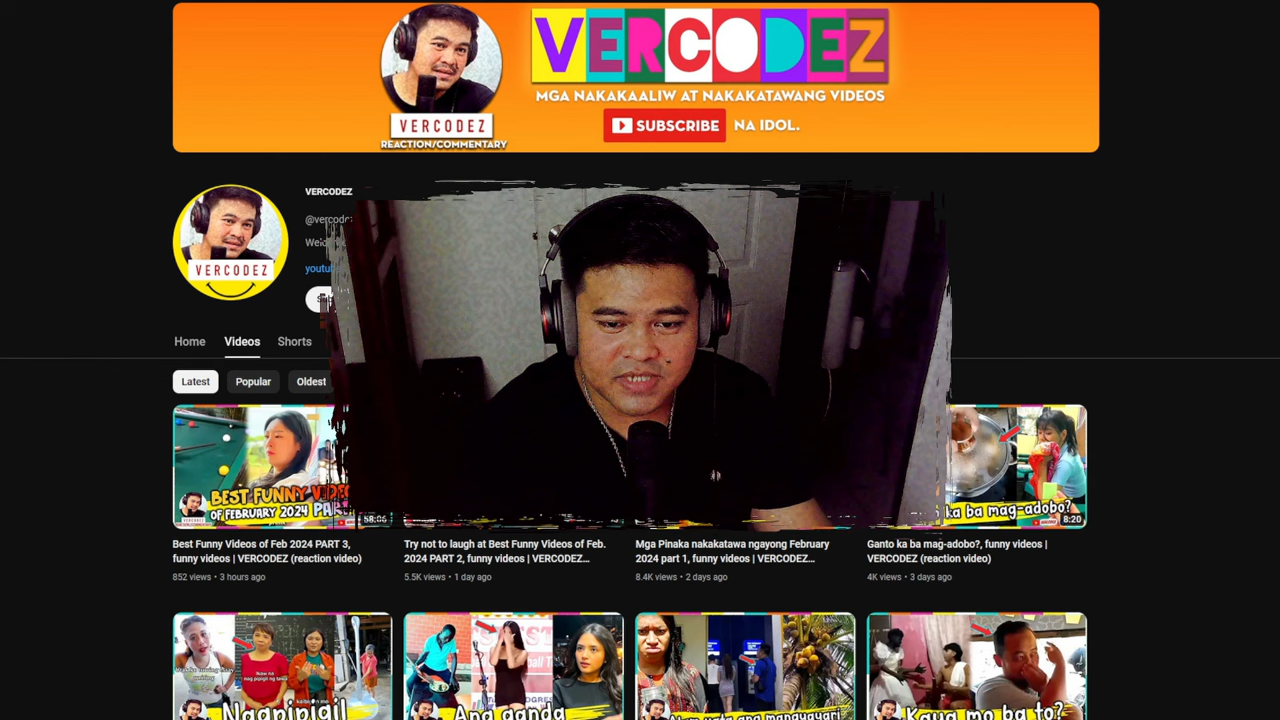 VERCODEZ
MGA NAKAKAALIW AT NAKAKATAWANG VIDEOS
SUBSCRIBE NA IDOL.
VERCODEZ
REACTION/COMMENTARY
VERCODEZ
VERCODEZ
Home Videos Shorts
Latest Popular Oldest
BEST FUNNY
OF FEBRUARY 2024
58:06
ka ba mag-adobo?
8:20
Best Funny Videos of Feb 2024 PART 3,
funny videos | VERCODEZ (reaction video)
852 views • 3 hours ago
Try not to laugh at Best Funny Videos of Feb.
2024 PART 2, funny videos | VERCODEZ...
5.5K views • 1 day ago
Mga Pinaka nakakatawa ngayong February
2024 part 1, funny videos | VERCODEZ...
8.4K views • 2 days ago
Ganto ka ba mag-adobo?, funny videos |
VERCODEZ (reaction video)
4K views • 3 days ago
Nagpipigil
Ang ganda
ang mangyayari
Kaya mo ba to?